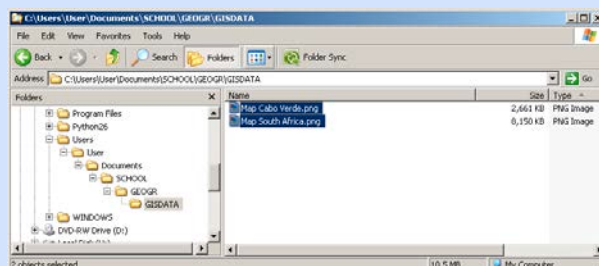 C:\Users\User\Documents\SCHOOL\GEOGR\GISDATA
File Edit View Favorites Tools Help
Back Search Folders Folder Sync
Address C:\Users\User\Documents\SCHOOL\GEOGR\GISDATA Go
Folders Name Size Type
Program Files Map Cabo Verde.png 2,661 KB PNG Image
Python26 Map South Africa.png 8,150 KB PNG Image
Users
User
Documents
SCHOOL
GEOGR
GISDATA
WINDOWS
DVD-RW Drive (D:)
2 objects selected 10,5 MB My Computer